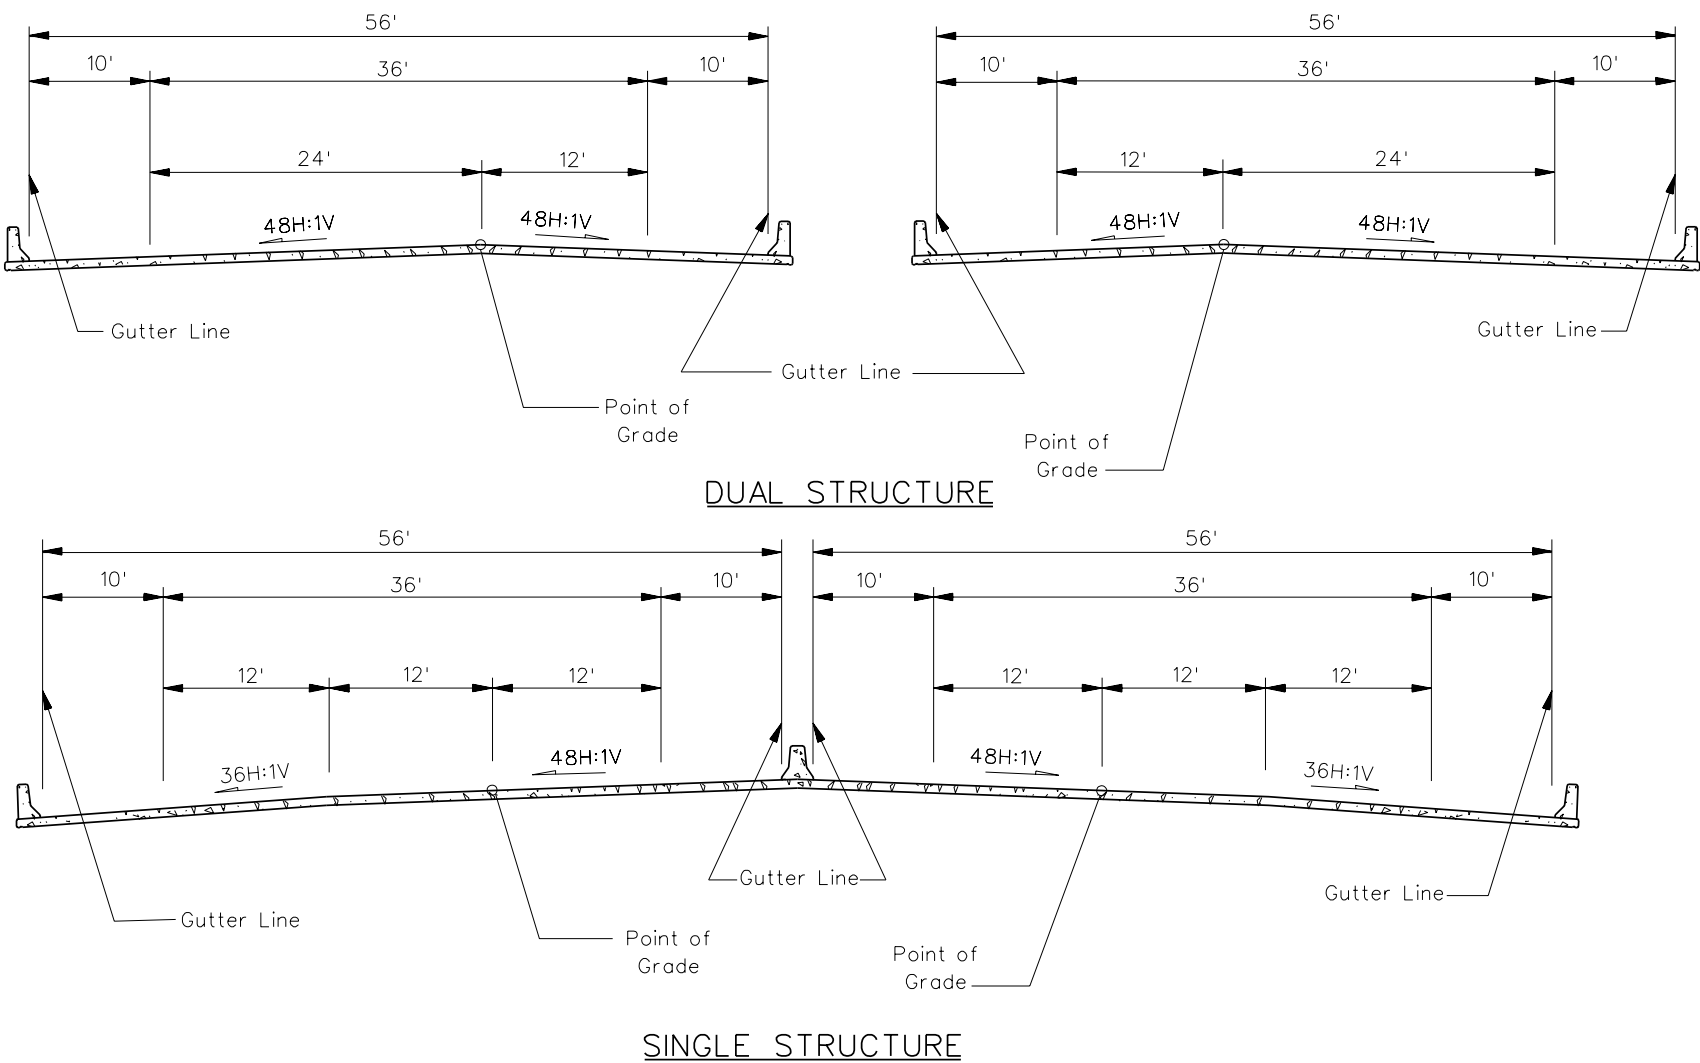 56'
56'
10'
36'
10'
10'
36'
10'
24'
12'
12'
24'
48H:1V
48H:1V
48H:1V
48H:1V
Gutter Line
Gutter Line
Gutter Line
Point of
Grade
Point of
Grade
DUAL STRUCTURE
56'
56'
10'
36'
10'
10'
36'
10'
12'
12'
12'
12'
12'
12'
36H:1V
48H:1V
48H:1V
36H:1V
Gutter Line
Gutter Line
Gutter Line
Point of
Grade
Point of
Grade
SINGLE STRUCTURE